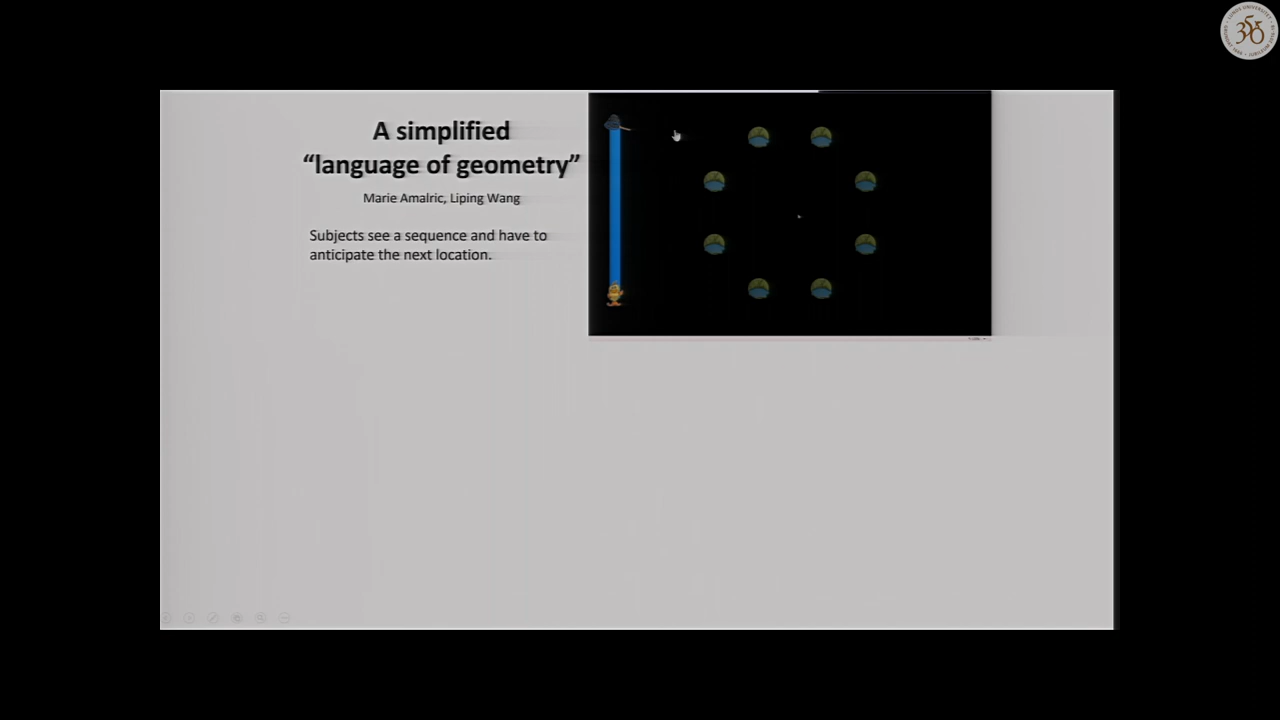 A simplified
“language of geometry”
Marie Amalric, Liping Wang
Subjects see a sequence and have to
anticipate the next location.